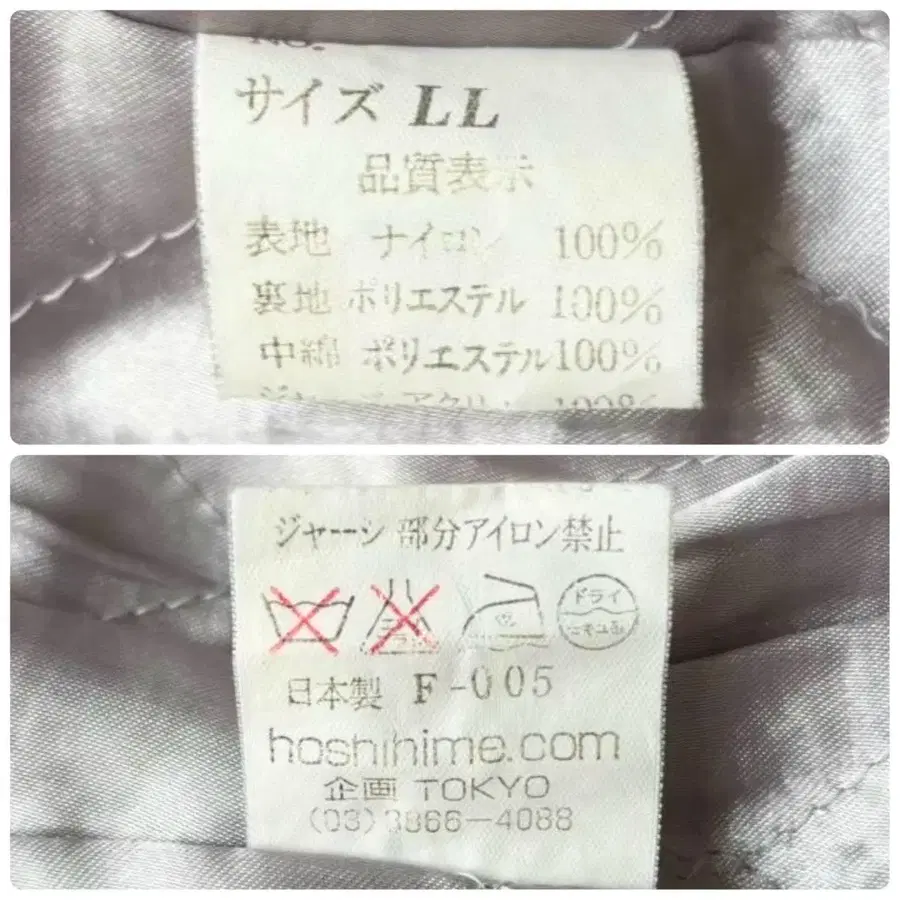 サイズ LL
品質表示
表地 ナイロン 100%
裏地 ポリエステル 100%
中綿 ポリエステル 100%
100%
ジャーシ 部分アイロン禁止
ドライ
日本製 F-005
hoshihime.com
企画 TOKYO
(03)3866-4088